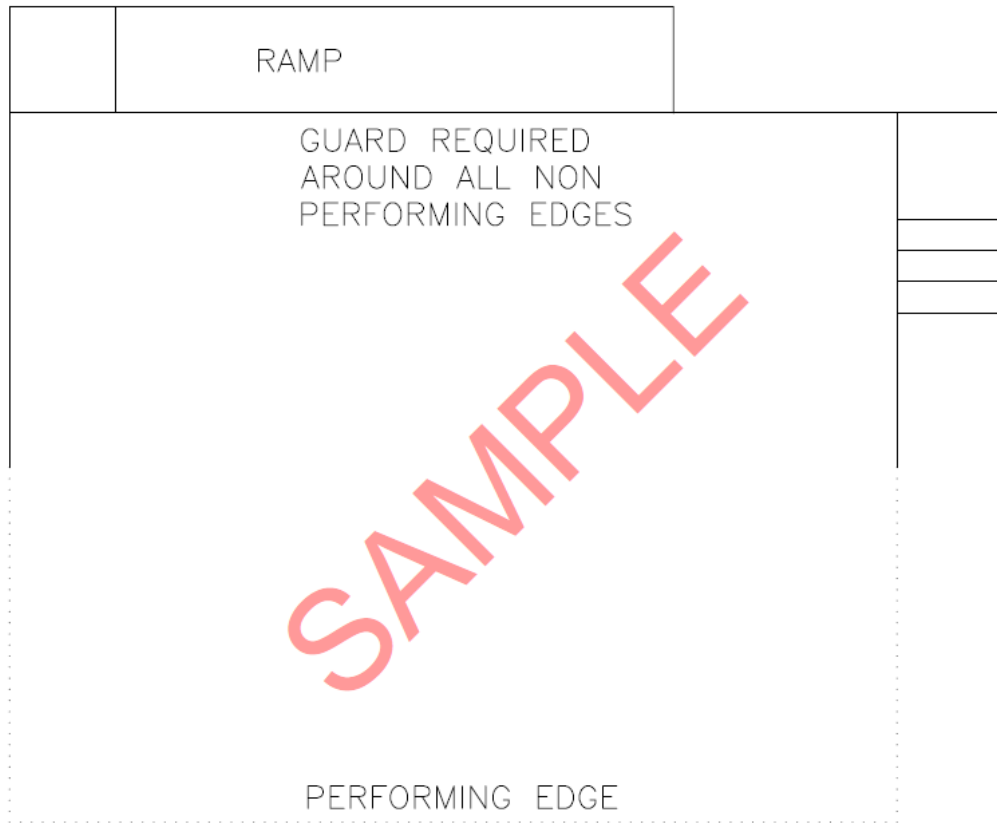 RAMP
GUARD REQUIRED
AROUND ALL NON
PERFORMING EDGES
SAMPLE
PERFORMING EDGE